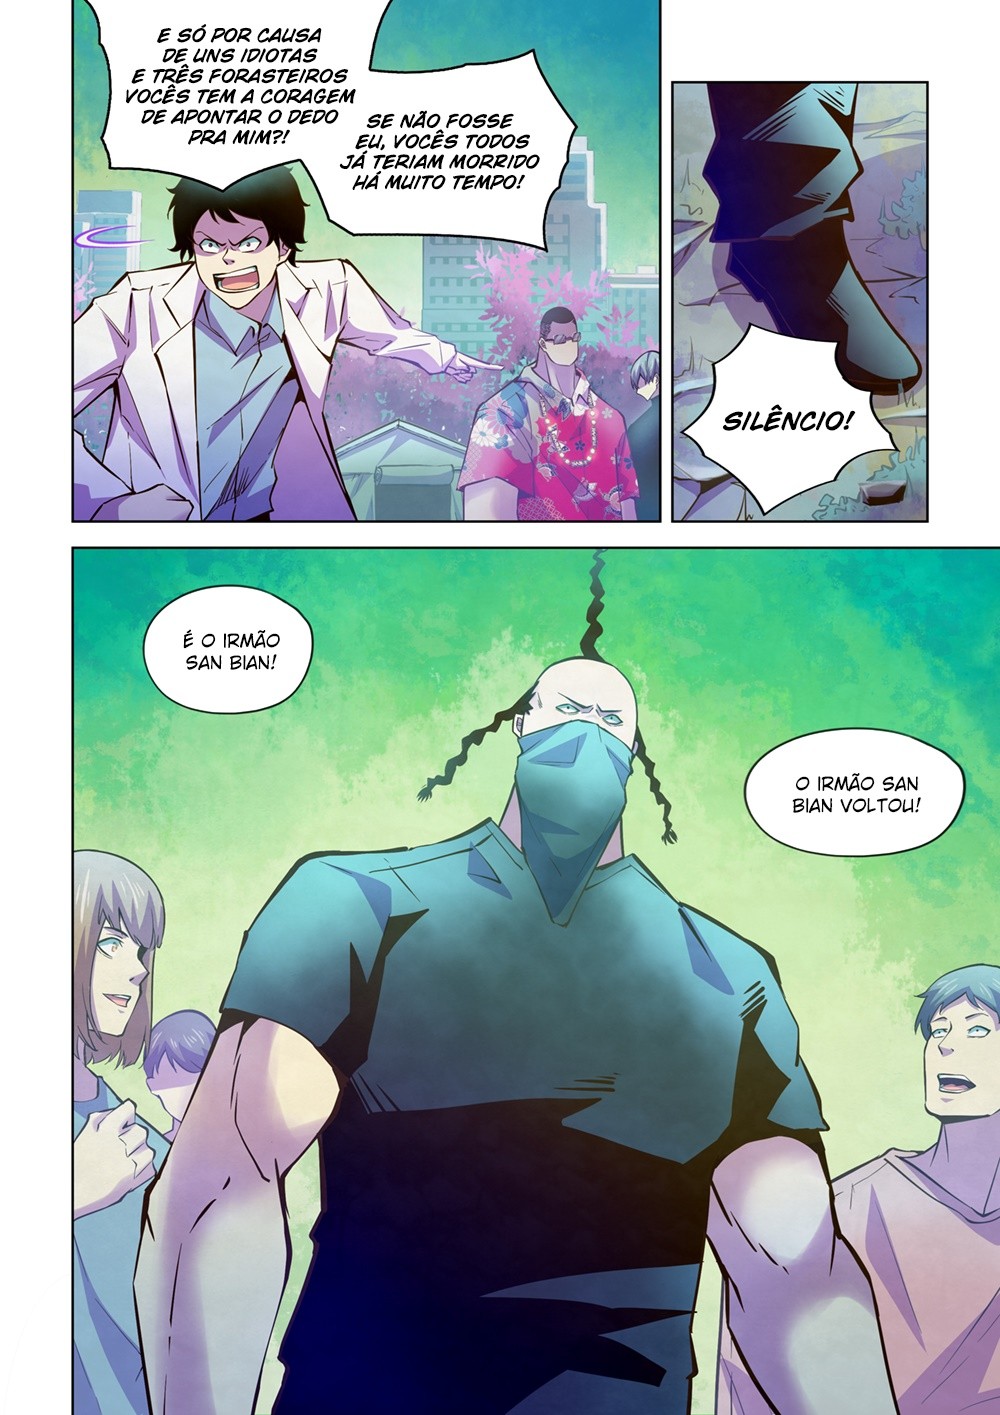 E SÓ POR CAUSA
DE UNS IDIOTAS
E TRÊS FORASTEIROS
VOCÊS TEM A CORAGEM
DE APONTAR O DEDO
PRA MIM?!
SE NÃO FOSSE
EU, VOCÊS TODOS
JÁ TERIAM MORRIDO
HÁ MUITO TEMPO!
SILÊNCIO!
É O IRMÃO
SAN BIAN!
O IRMÃO SAN
BIAN VOLTOU!